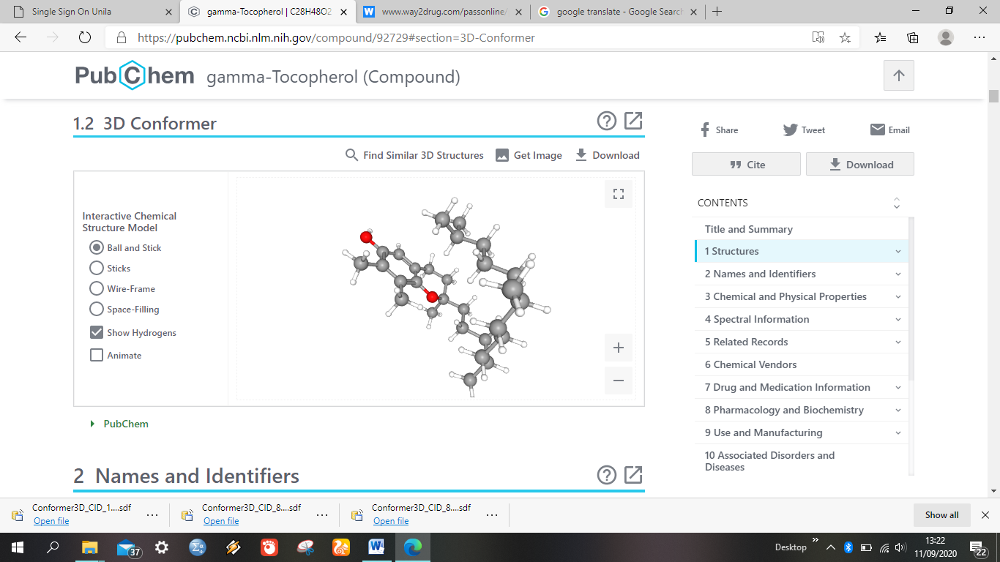 Single Sign On Unila
gamma-Tocopherol | C28H48O2
www.way2drug.com/passonline/
google translate - Google Search
https://pubchem.ncbi.nlm.nih.gov/compound/92729#section=3D-Conformer
PubChem gamma-Tocopherol (Compound)
1.2 3D Conformer
Find Similar 3D Structures Get Image Download
Interactive Chemical
Structure Model
Ball and Stick
Sticks
Wire-Frame
Space-Filling
Show Hydrogens
Animate
PubChem
2 Names and Identifiers
Share Tweet Email
Cite Download
CONTENTS
Title and Summary
1 Structures
2 Names and Identifiers
3 Chemical and Physical Properties
4 Spectral Information
5 Related Records
6 Chemical Vendors
7 Drug and Medication Information
8 Pharmacology and Biochemistry
9 Use and Manufacturing
10 Associated Disorders and
Diseases
Conformer3D_CID_1....sdf
Open file
Conformer3D_CID_8....sdf
Open file
Conformer3D_CID_8....sdf
Open file
Show all
37
Desktop
13:22
11/09/2020
22